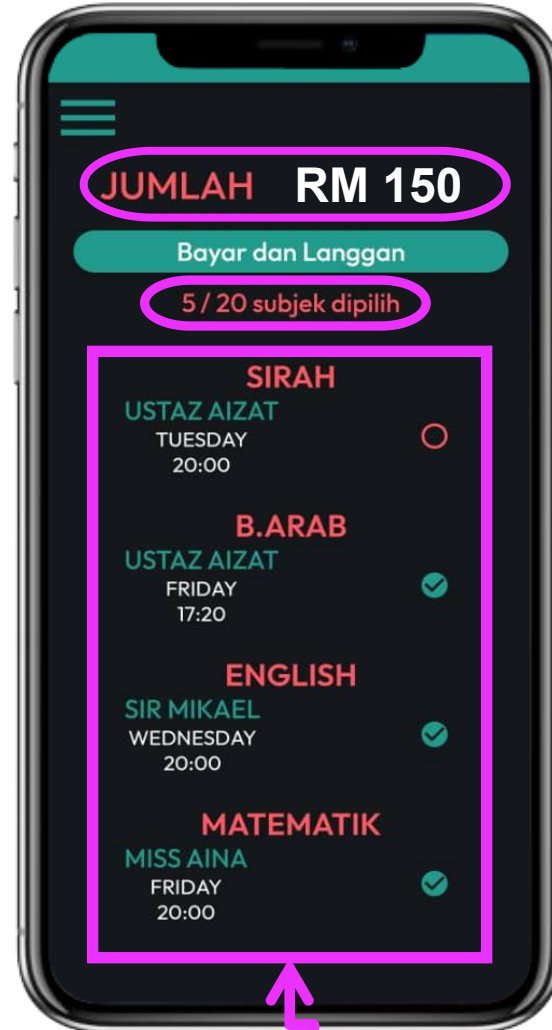 JUMLAH RM 150
Bayar dan Langgan
5 / 20 subjek dipilih
SIRAH
USTAZ AIZAT
TUESDAY
20:00
B.ARAB
USTAZ AIZAT
FRIDAY
17:20
ENGLISH
SIR MIKAEL
WEDNESDAY
20:00
MATEMATIK
MISS AINA
FRIDAY
20:00